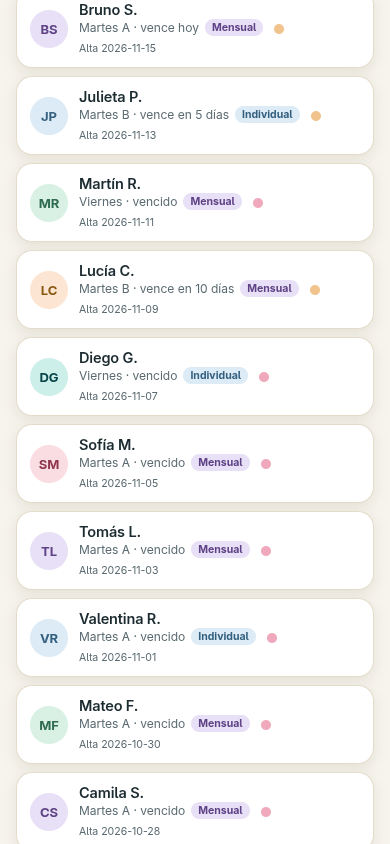 Bruno S.
BS
Martes A · vence hoy Mensual
Alta 2026-11-15
Julieta P.
JP
Martes B · vence en 5 días Individual
Alta 2026-11-13
Martín R.
MR
Viernes · vencido Mensual
Alta 2026-11-11
Lucía C.
LC
Martes B · vence en 10 días Mensual
Alta 2026-11-09
Diego G.
DG
Viernes · vencido Individual
Alta 2026-11-07
Sofía M.
SM
Martes A · vencido Mensual
Alta 2026-11-05
Tomás L.
TL
Martes A · vencido Mensual
Alta 2026-11-03
Valentina R.
VR
Martes A · vencido Individual
Alta 2026-11-01
Mateo F.
MF
Martes A · vencido Mensual
Alta 2026-10-30
Camila S.
CS
Martes A · vencido Mensual
Alta 2026-10-28